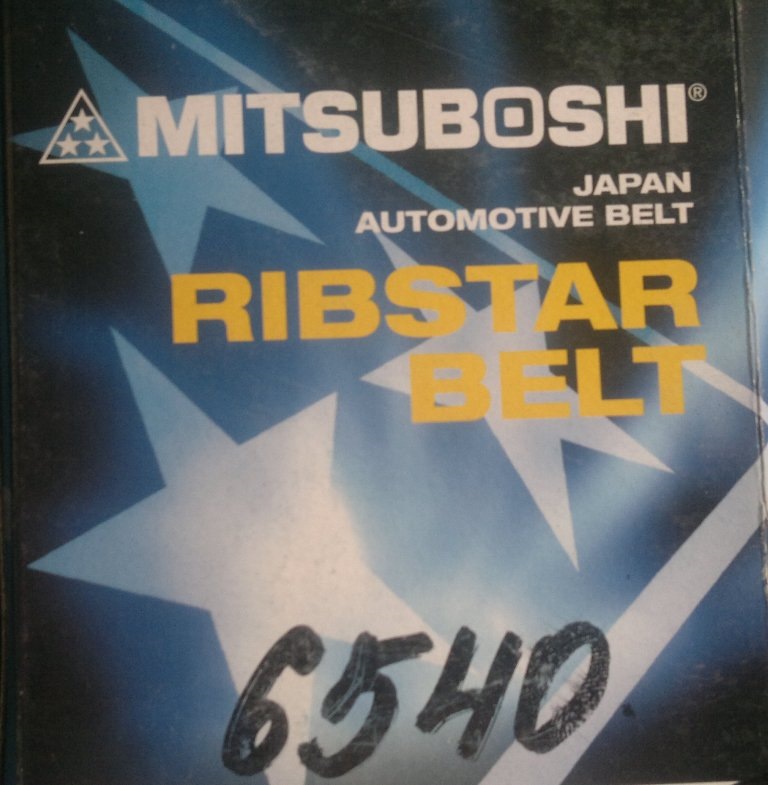 MITSUBOSHI®
JAPAN
AUTOMOTIVE BELT
RIBSTAR
BELT
6540